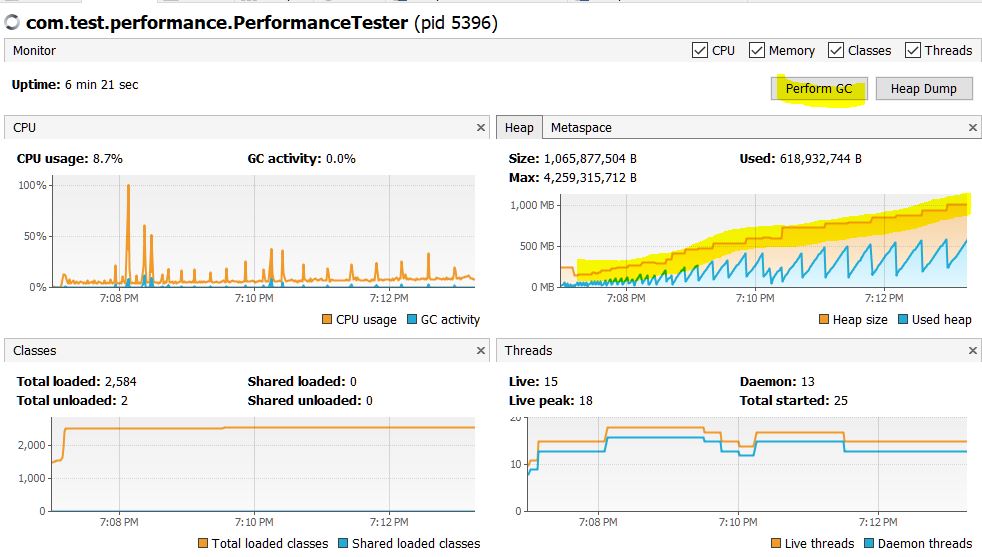 com.test.performance.PerformanceTester (pid 5396)
Monitor
CPU Memory Classes Threads
Uptime: 6 min 21 sec
Perform GC Heap Dump
CPU
CPU usage: 8.7% GC activity: 0.0%
100%
50%
0%
7:08 PM 7:10 PM 7:12 PM
CPU usage GC activity
Heap Metaspace
Size: 1,065,877,504 B Used: 618,932,744 B
Max: 4,259,315,712 B
1,000 MB
500 MB
0 MB
7:08 PM 7:10 PM 7:12 PM
Heap size Used heap
Classes
Total loaded: 2,584 Shared loaded: 0
Total unloaded: 2 Shared unloaded: 0
2,000
1,000
0
7:08 PM 7:10 PM 7:12 PM
Total loaded classes Shared loaded classes
Threads
Live: 15 Daemon: 13
Live peak: 18 Total started: 25
20
10
0
7:08 PM 7:10 PM 7:12 PM
Live threads Daemon threads